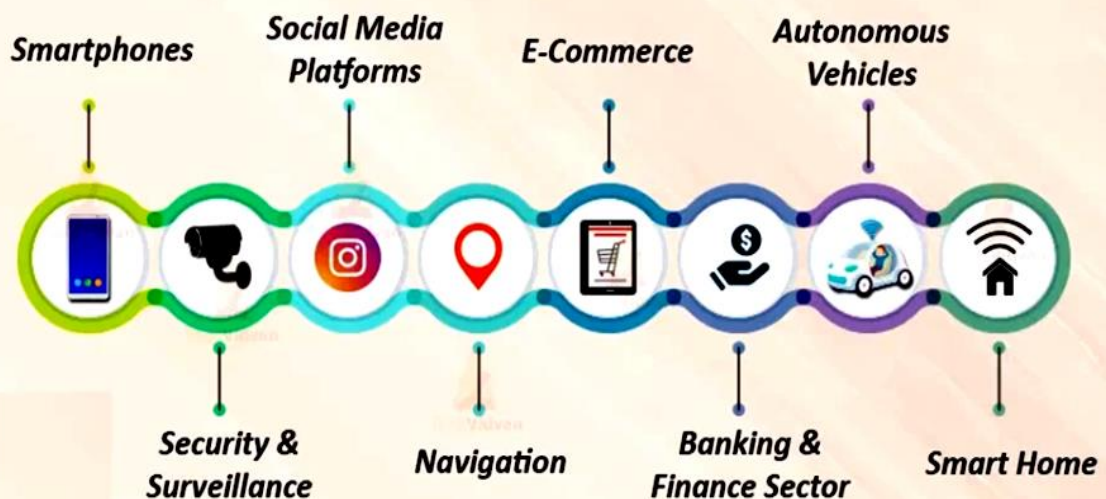 Smartphones
Social Media
Platforms
E-Commerce
Autonomous
Vehicles
$
Security &
Surveillance
Navigation
Banking &
Finance Sector
Smart Home